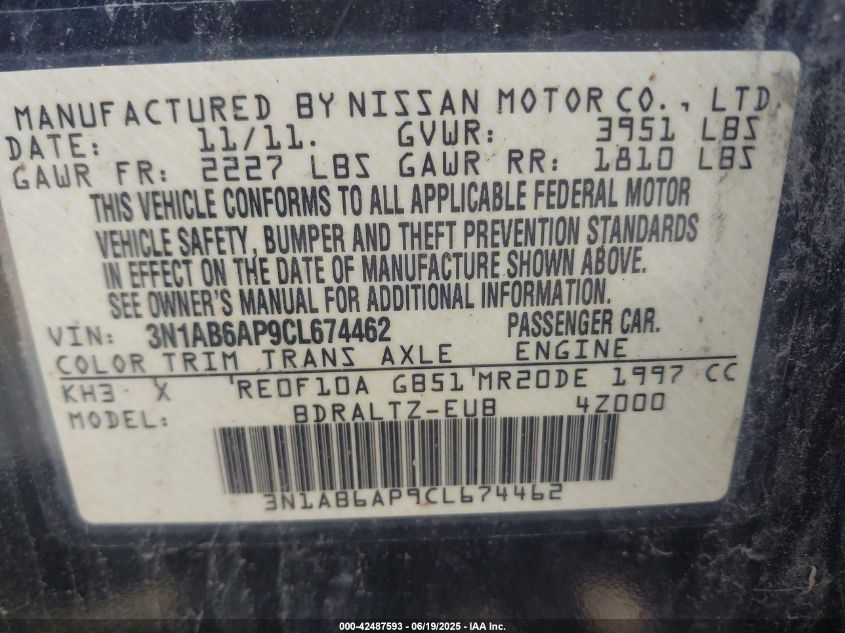 MANUFACTURED BY NISSAN MOTOR CO., LTD.
DATE: 11/11. GVWR: 3951 LBS
GAWR FR: 2227 LBS GAWR RR: 1810 LBS
THIS VEHICLE CONFORMS TO ALL APPLICABLE FEDERAL MOTOR
VEHICLE SAFETY, BUMPER AND THEFT PREVENTION STANDARDS
IN EFFECT ON THE DATE OF MANUFACTURE SHOWN ABOVE.
SEE OWNER'S MANUAL FOR ADDITIONAL INFORMATION.
VIN: 3N1AB6AP9CL674462 PASSENGER CAR.
COLOR TRIM TRANS AXLE ENGINE
KH3 X RE0F10A GB51 MR20DE 1997 CC
MODEL: BDRALTZ-EUB 4Z000
3N1AB6AP9CL674462
000-42487593 - 06/19/2025 - IAA Inc.